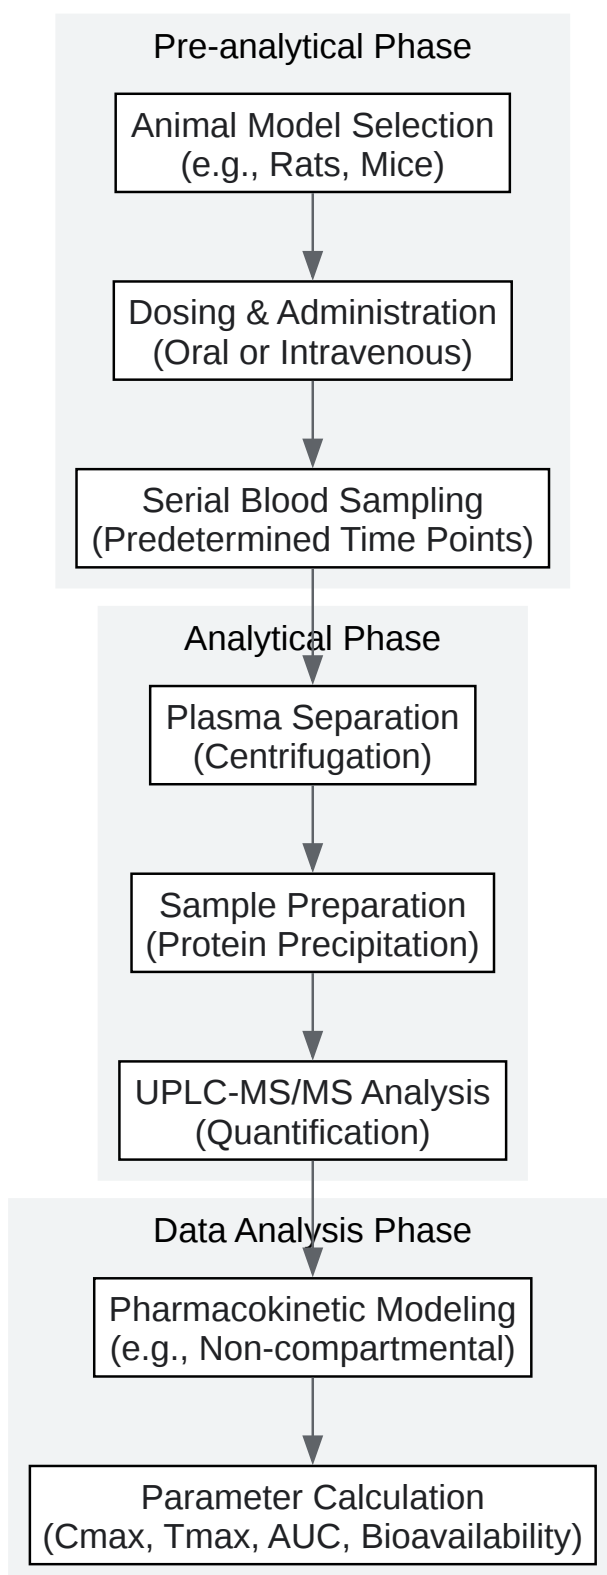 Pre-analytical Phase
Animal Model Selection
(e.g., Rats, Mice)
Dosing & Administration
(Oral or Intravenous)
Serial Blood Sampling
(Predetermined Time Points)
Analytical Phase
Plasma Separation
(Centrifugation)
Sample Preparation
(Protein Precipitation)
UPLC-MS/MS Analysis
(Quantification)
Data Analysis Phase
Pharmacokinetic Modeling
(e.g., Non-compartmental)
Parameter Calculation
(Cmax, Tmax, AUC, Bioavailability)